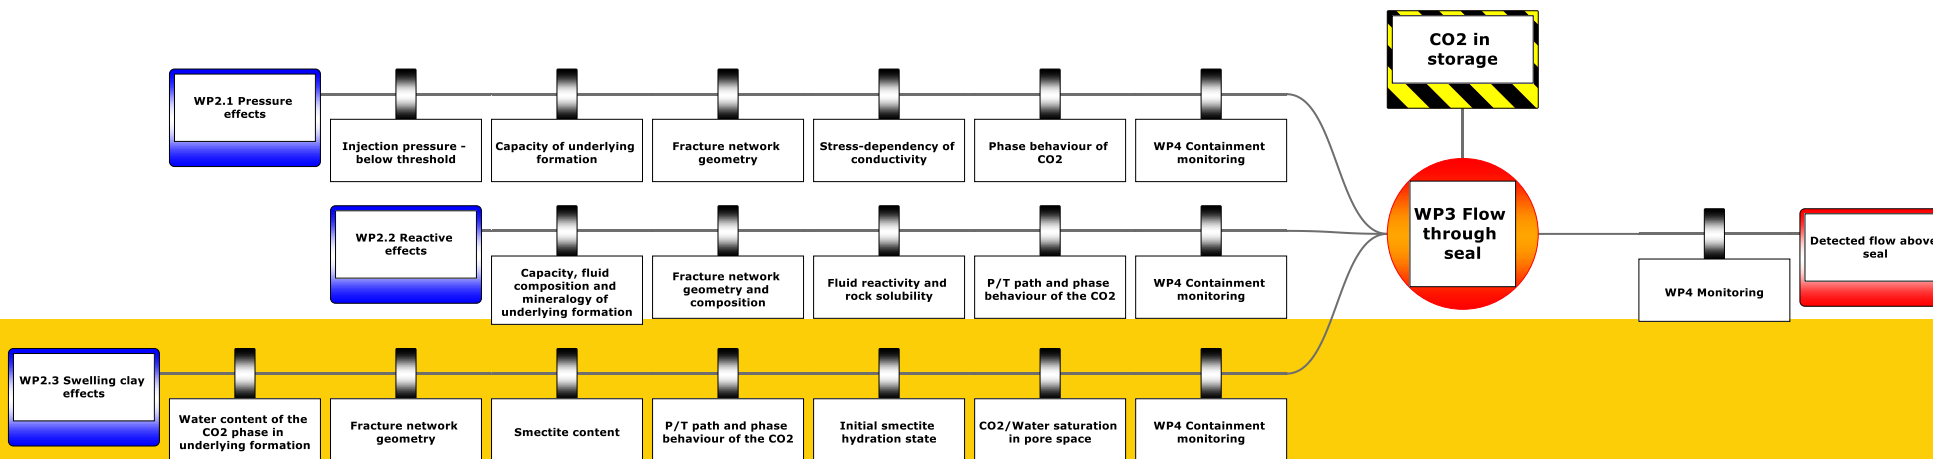 CO2 in
storage
WP2.1 Pressure
effects
Injection pressure -
below threshold
Capacity of underlying
formation
Fracture network
geometry
Stress-dependency of
conductivity
Phase behaviour of
CO2
WP4 Containment
monitoring
WP2.2 Reactive
effects
Capacity, fluid
composition and
mineralogy of
underlying formation
Fracture network
geometry and
composition
Fluid reactivity and
rock solubility
P/T path and phase
behaviour of the CO2
WP4 Containment
monitoring
WP3 Flow
through
seal
WP4 Monitoring
Detected flow above
seal
WP2.3 Swelling clay
effects
Water content of the
CO2 phase in
underlying formation
Fracture network
geometry
Smectite content
P/T path and phase
behaviour of the CO2
Initial smectite
hydration state
CO2/Water saturation
in pore space
WP4 Containment
monitoring